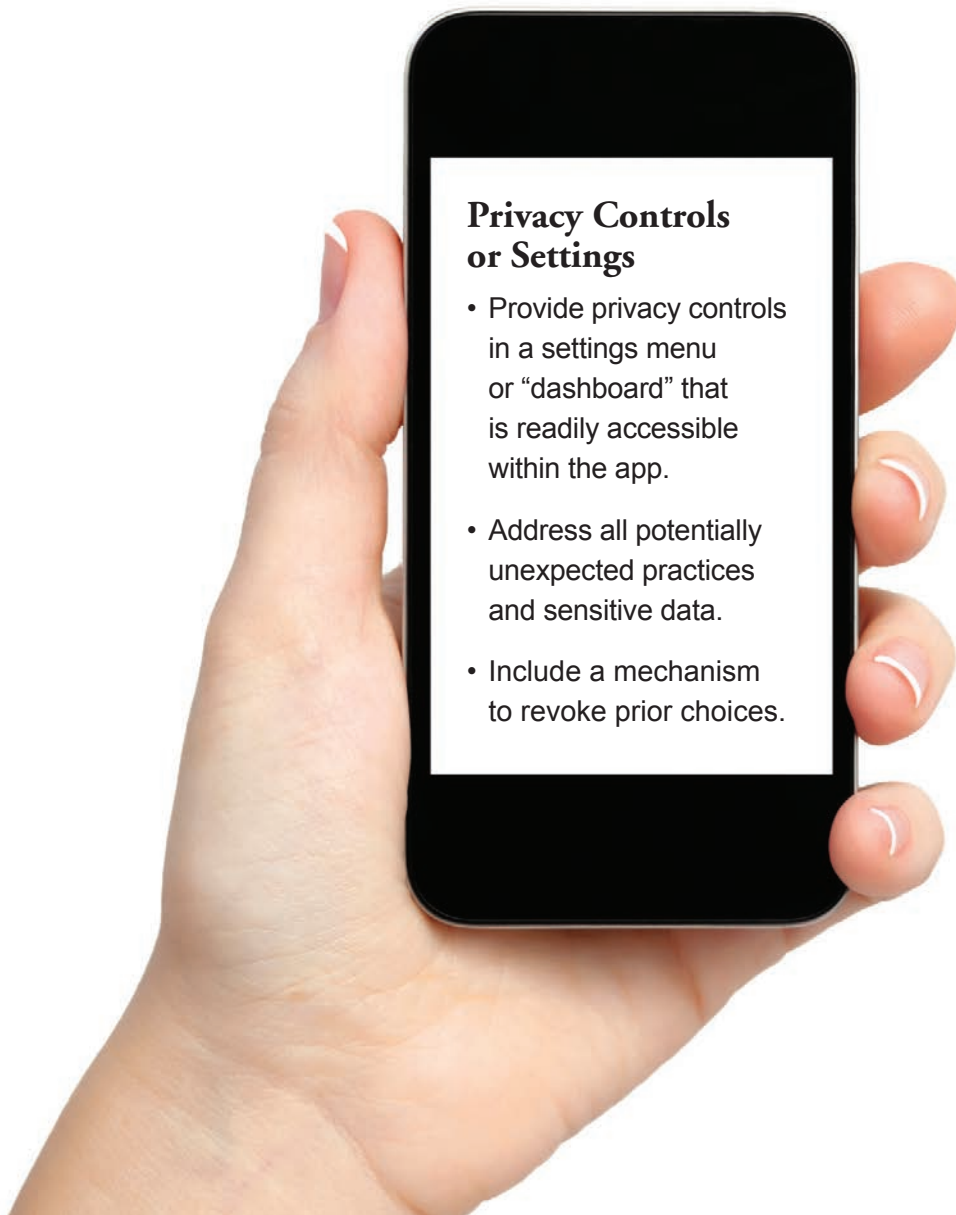 Privacy Controls
or Settings
• Provide privacy controls
in a settings menu
or “dashboard” that
is readily accessible
within the app.
• Address all potentially
unexpected practices
and sensitive data.
• Include a mechanism
to revoke prior choices.